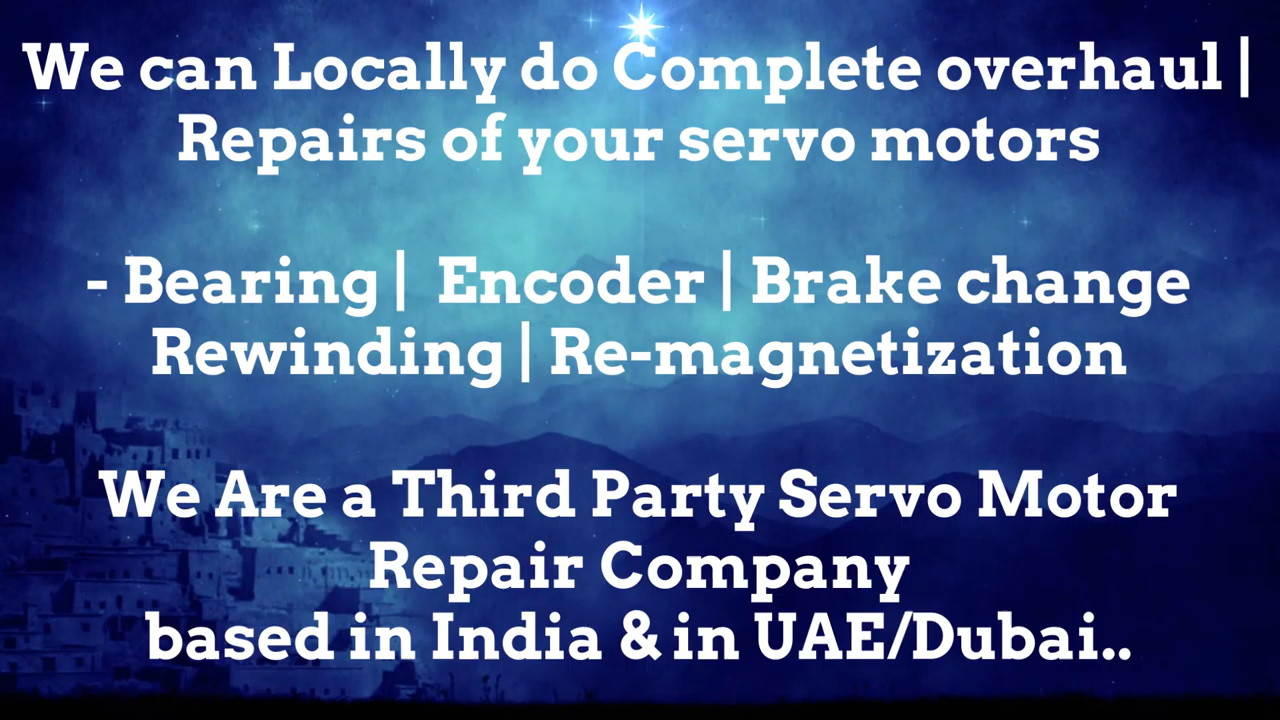 We can Locally do Complete overhaul |
Repairs of your servo motors
- Bearing | Encoder | Brake change
Rewinding | Re-magnetization
We Are a Third Party Servo Motor
Repair Company
based in India & in UAE/Dubai..